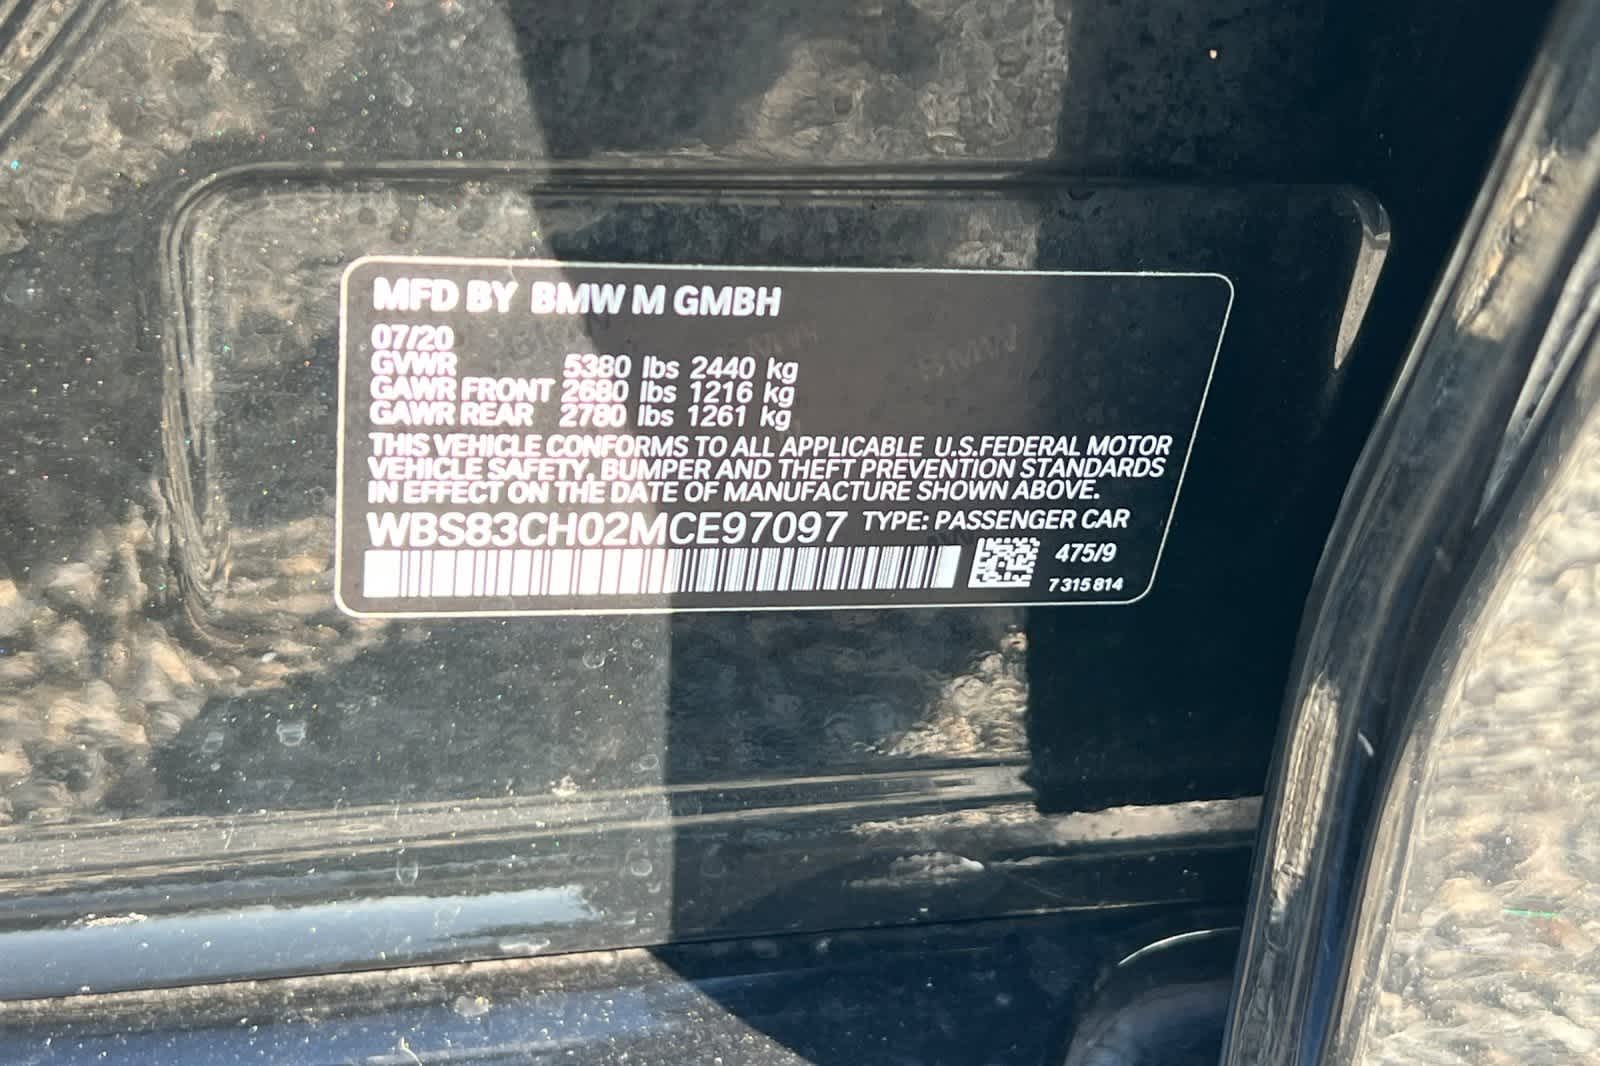 MFD BY BMW M GMBH
07/20
GVWR 5380 lbs 2440 kg
GAWR FRONT 2680 lbs 1216 kg
GAWR REAR 2780 lbs 1261 kg
THIS VEHICLE CONFORMS TO ALL APPLICABLE U.S.FEDERAL MOTOR
VEHICLE SAFETY, BUMPER AND THEFT PREVENTION STANDARDS
IN EFFECT ON THE DATE OF MANUFACTURE SHOWN ABOVE.
WBS83CH02MCE97097 TYPE: PASSENGER CAR
475/9
7 315 814